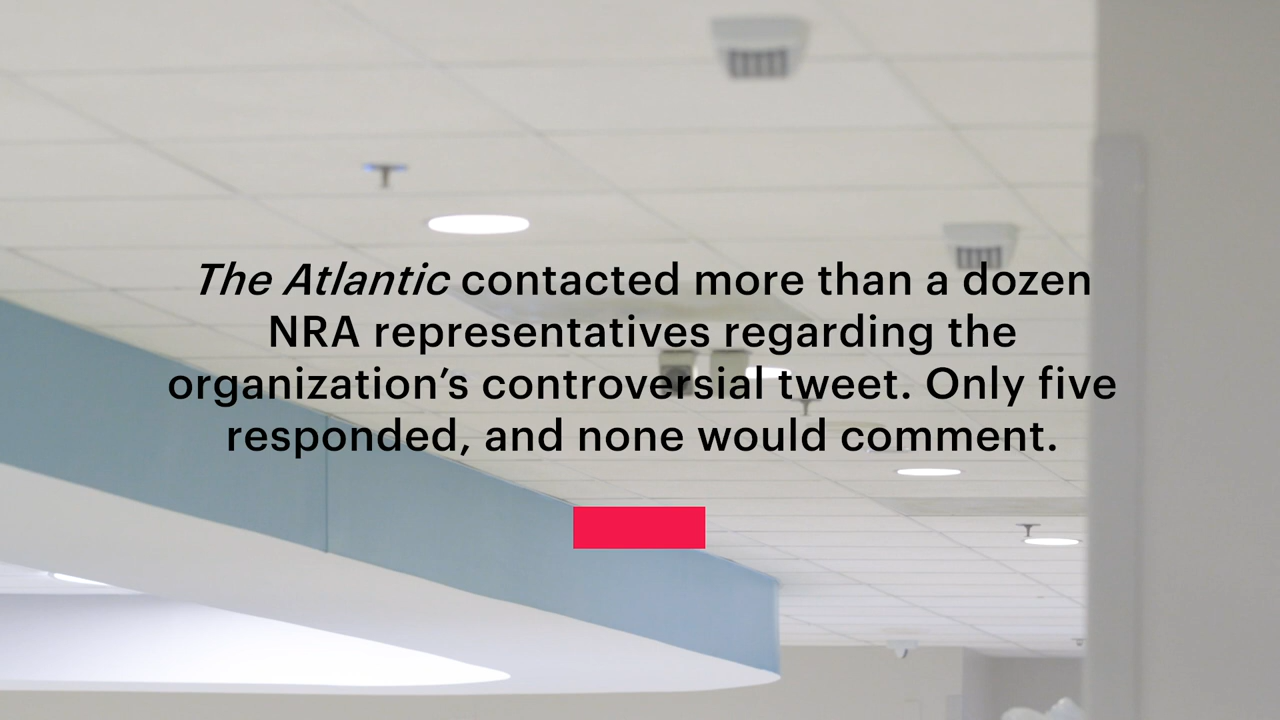 The Atlantic contacted more than a dozen
NRA representatives regarding the
organization’s controversial tweet. Only five
responded, and none would comment.